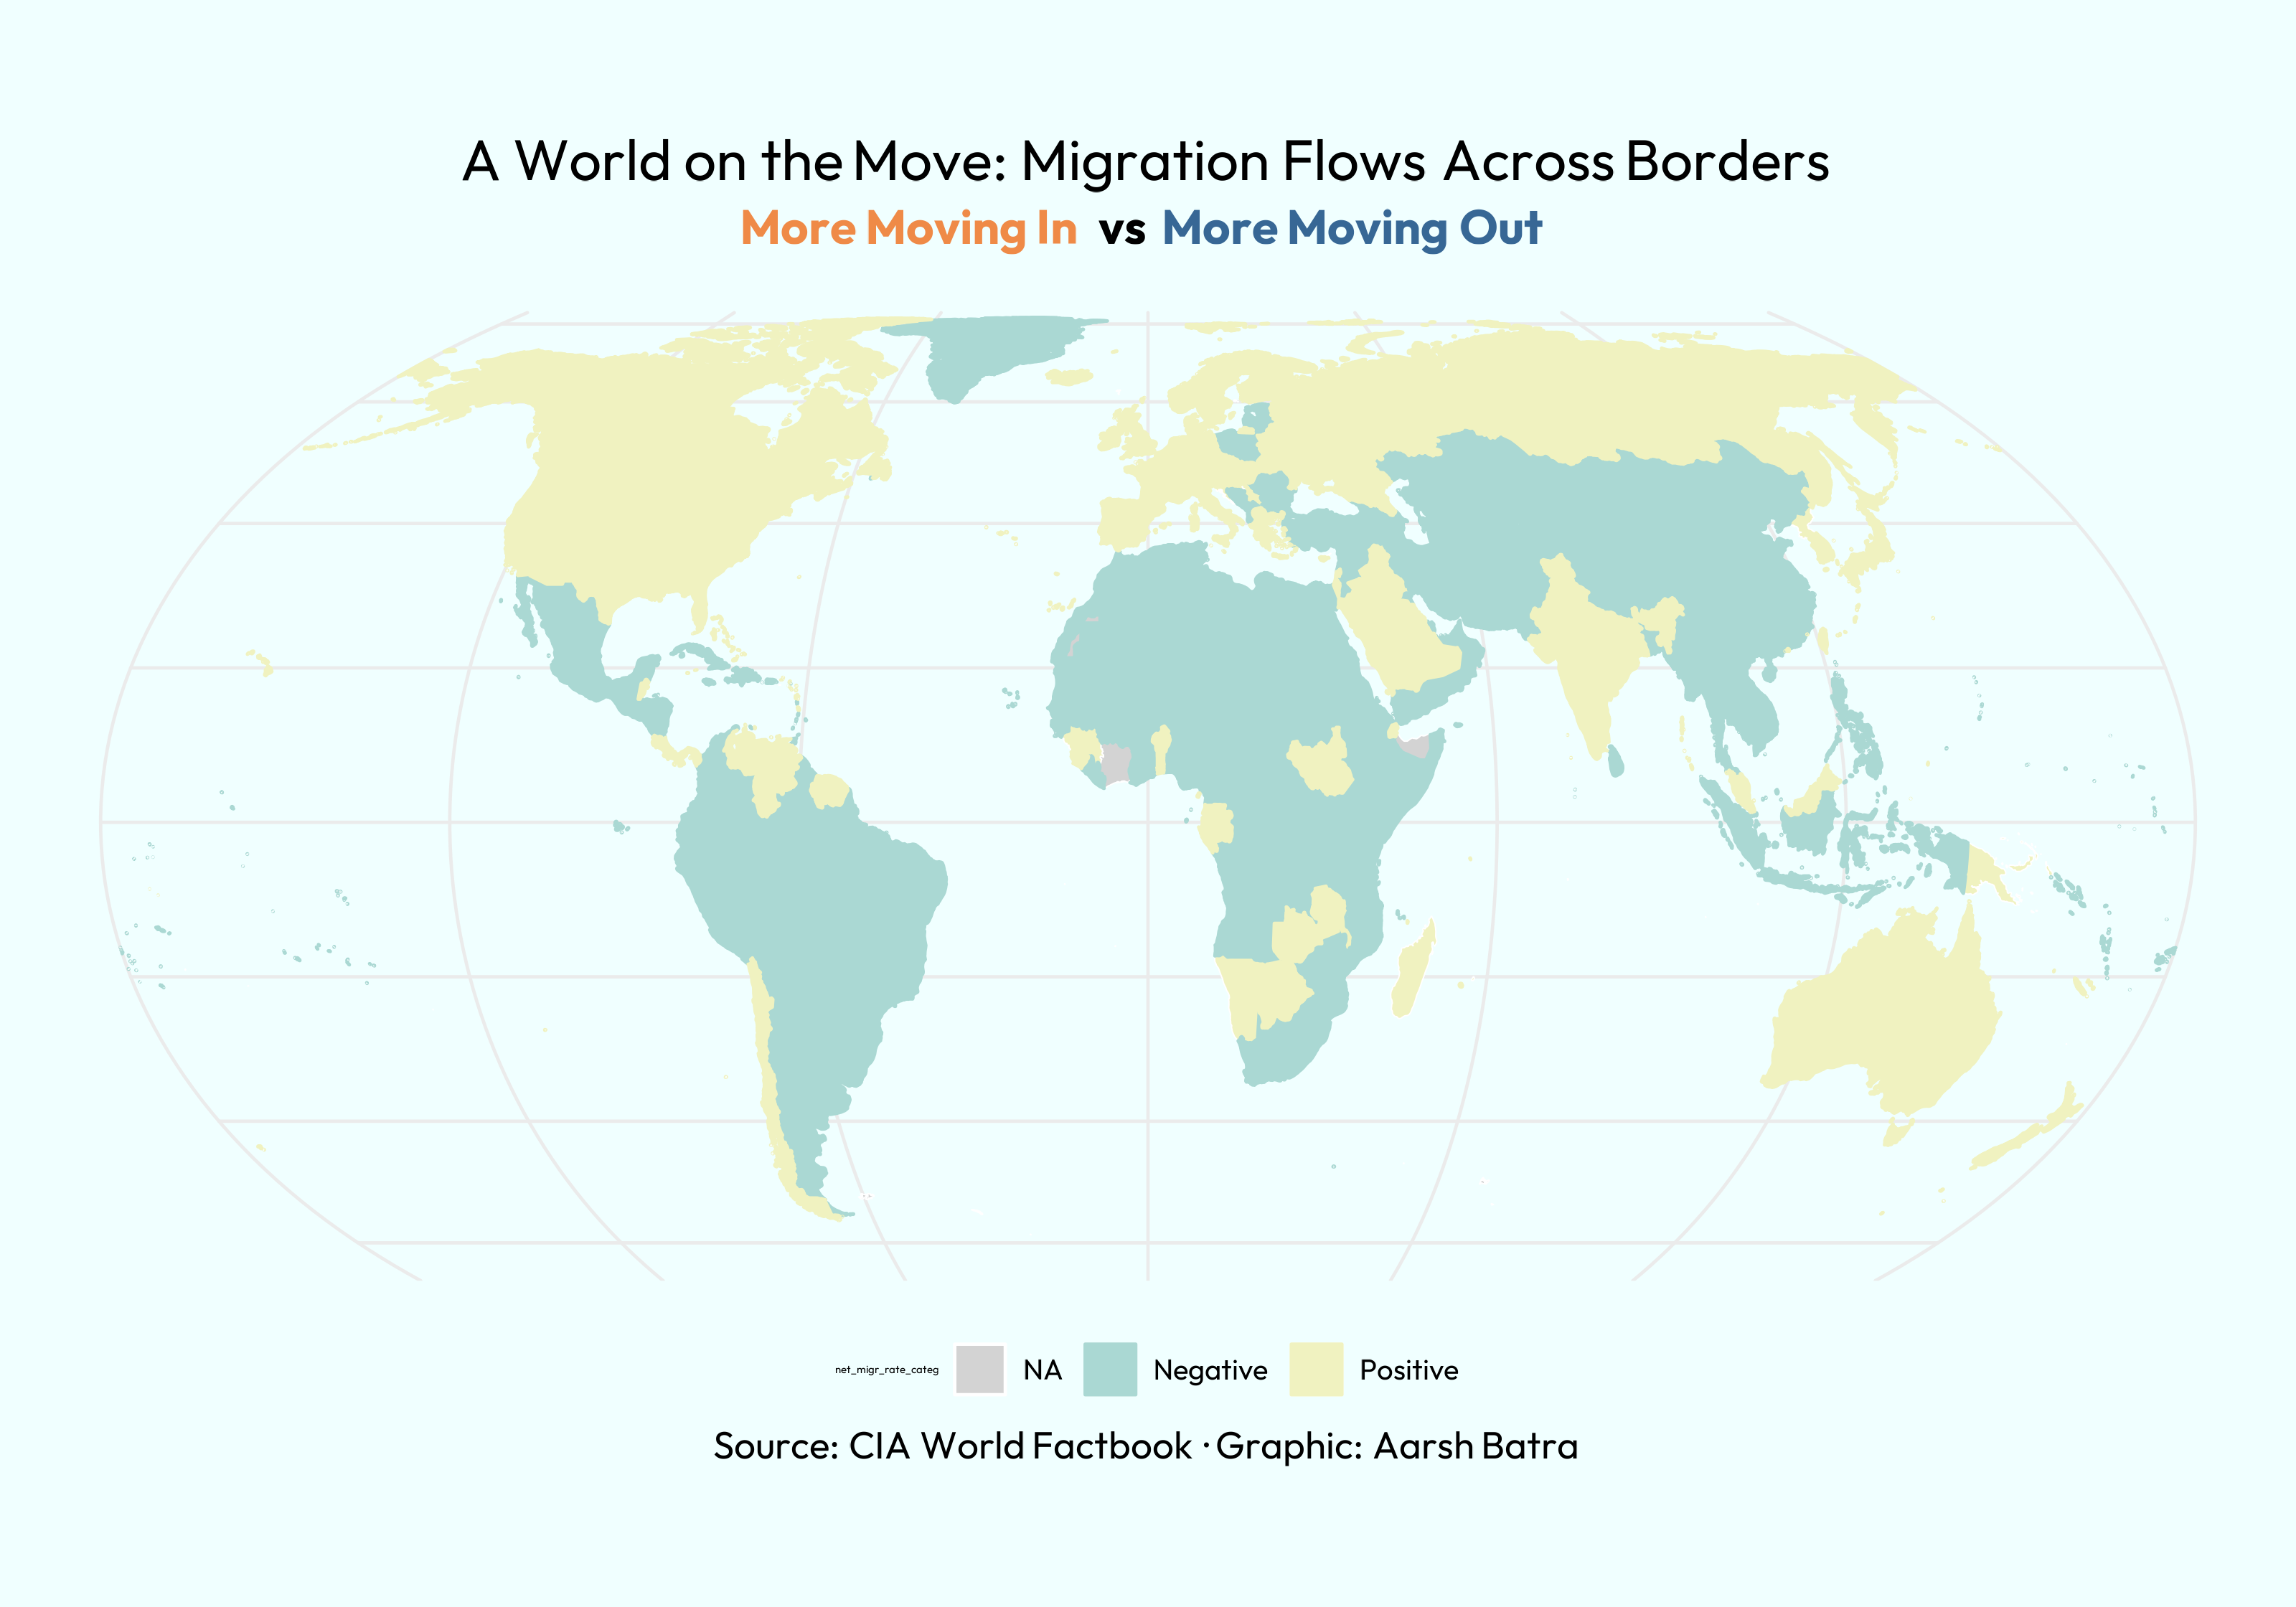 A World on the Move: Migration Flows Across Borders
More Moving In vs More Moving Out
net_migr_rate_categ NA Negative Positive
Source: CIA World Factbook · Graphic: Aarsh Batra